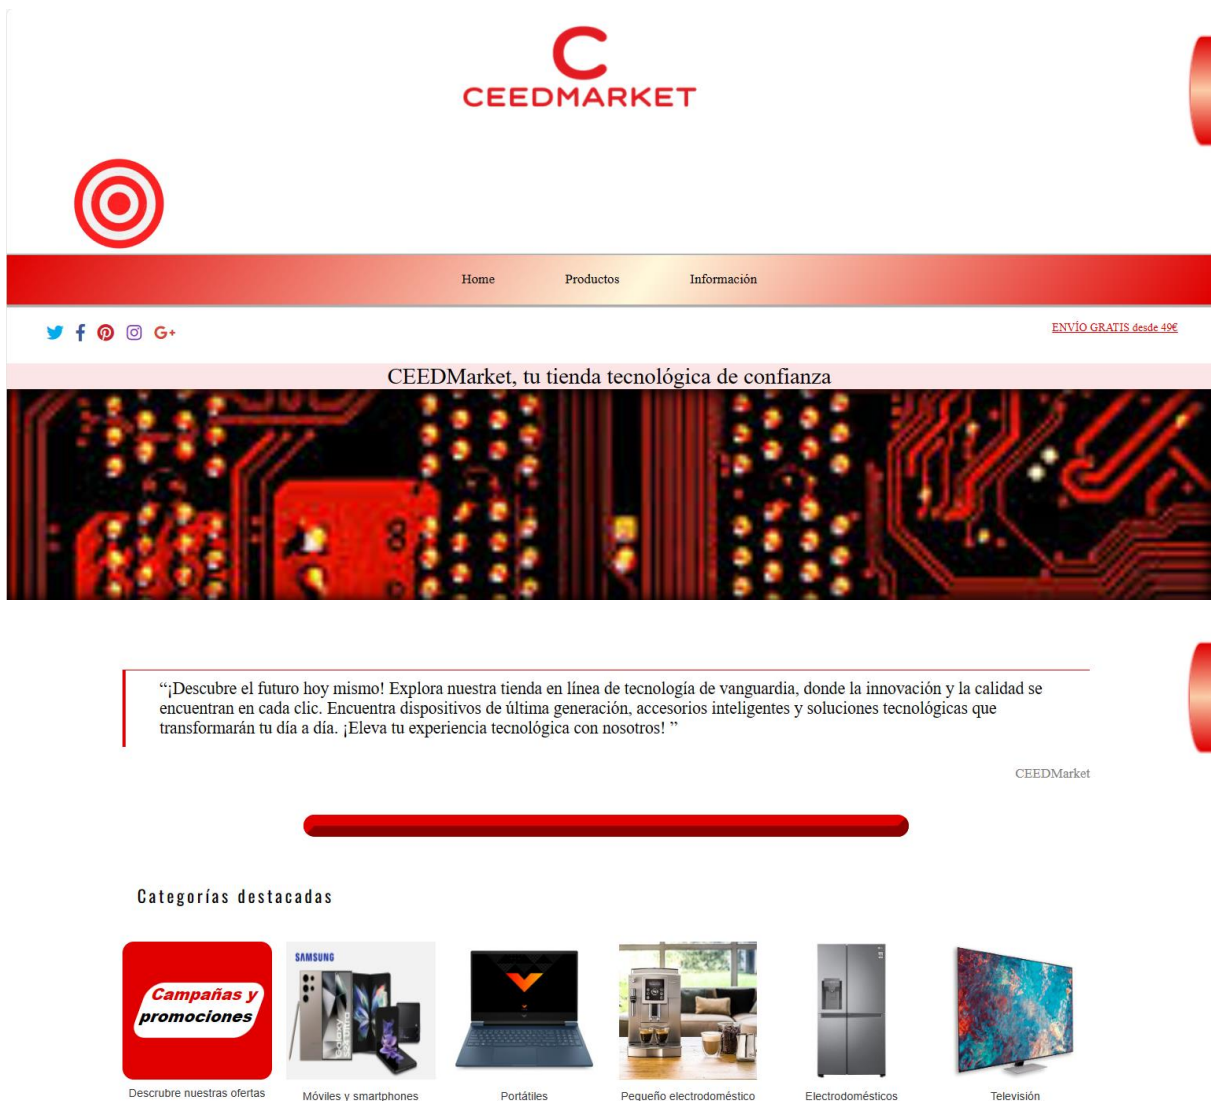 C
CEEDMARKET
Home Productos Información
ENVÍO GRATIS desde 49€
CEEDMarket, tu tienda tecnológica de confianza
“¡Descubre el futuro hoy mismo! Explora nuestra tienda en línea de tecnología de vanguardia, donde la innovación y la calidad se
encuentran en cada clic. Encuentra dispositivos de última generación, accesorios inteligentes y soluciones tecnológicas que
transformarán tu día a día. ¡Eleva tu experiencia tecnológica con nosotros! ”
CEEDMarket
Categorías destacadas
Campañas y
promociones
SAMSUNG
Galaxy
S24 Ultra
Descrubre nuestras ofertas
Móviles y smartphones
Portátiles
Pequeño electrodoméstico
Electrodomésticos
Televisión